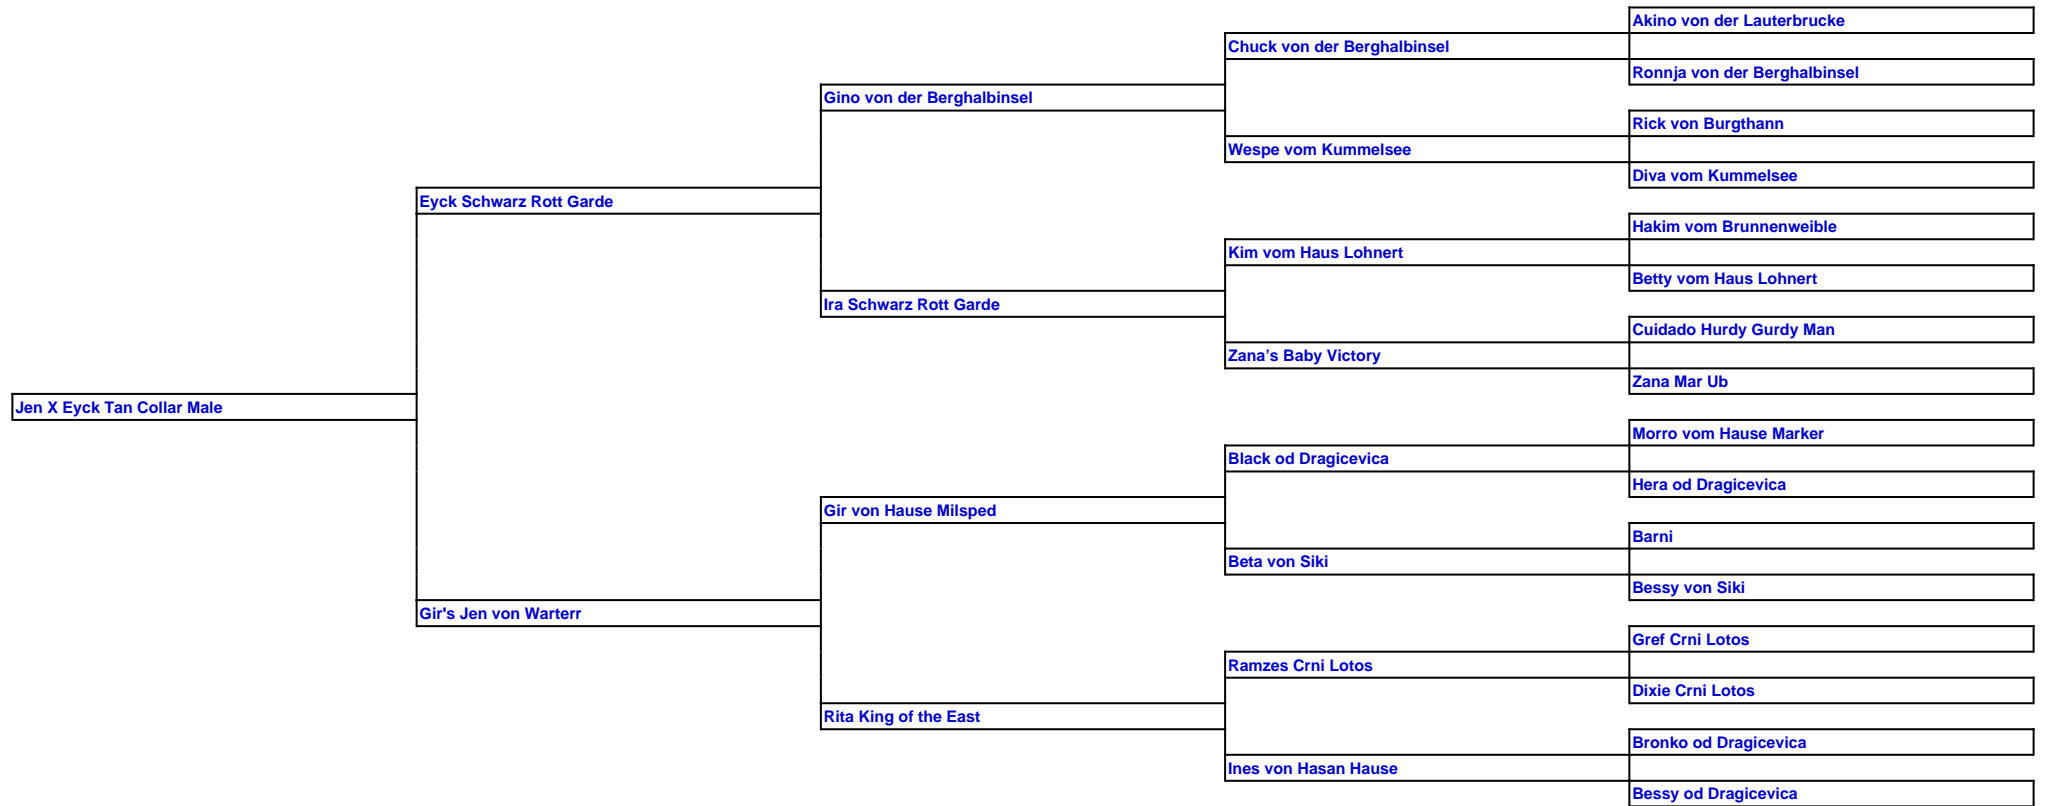 Akino von der Lauterbrucke
Chuck von der Berghalbinsel
Ronnja von der Berghalbinsel
Gino von der Berghalbinsel
Rick von Burgthann
Wespe vom Kummelsee
Diva vom Kummelsee
Eyck Schwarz Rott Garde
Hakim vom Brunnenweible
Kim vom Haus Lohnert
Betty vom Haus Lohnert
Ira Schwarz Rott Garde
Cuidado Hurdy Gurdy Man
Zana’s Baby Victory
Zana Mar Ub
Jen X Eyck Tan Collar Male
Morro vom Hause Marker
Black od Dragicevica
Hera od Dragicevica
Gir von Hause Milsped
Barni
Beta von Siki
Bessy von Siki
Gir's Jen von Warterr
Gref Crni Lotos
Ramzes Crni Lotos
Dixie Crni Lotos
Rita King of the East
Bronko od Dragicevica
Ines von Hasan Hause
Bessy od Dragicevica